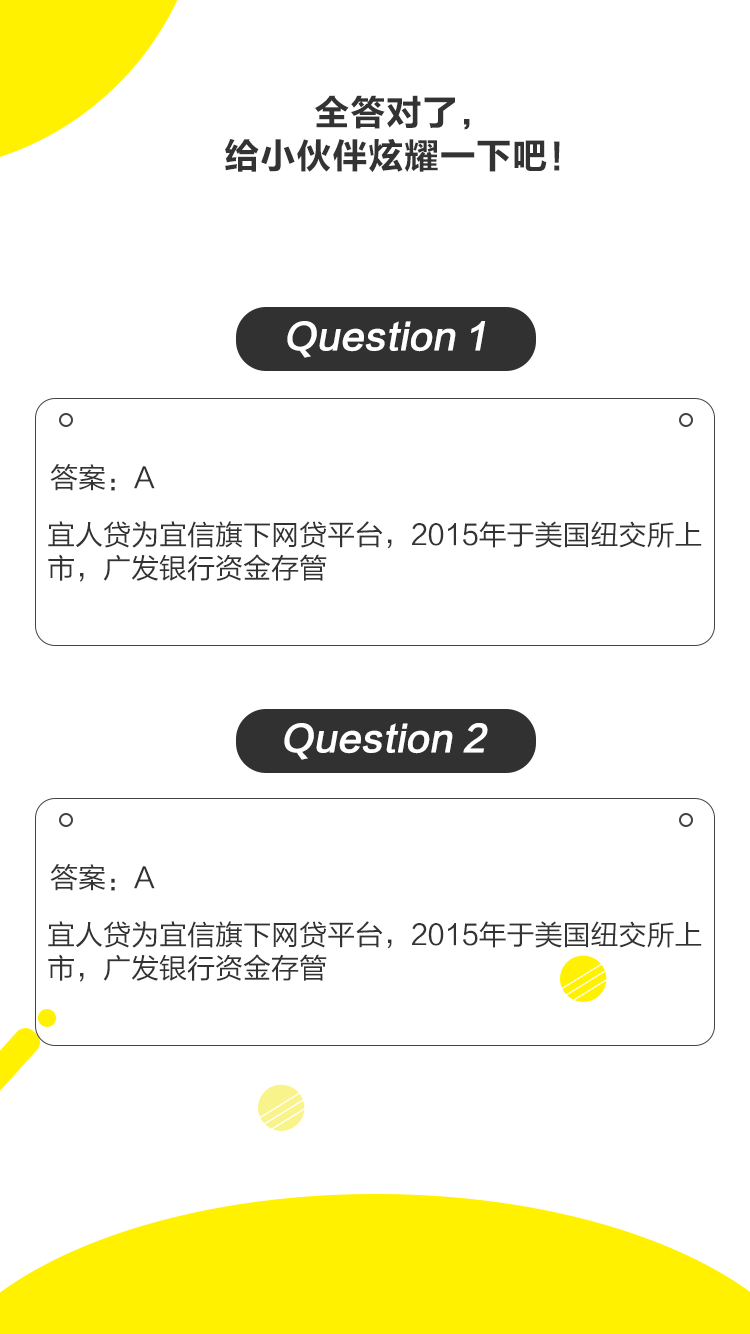 全答对了，
给小伙伴炫耀一下吧！
Question 1
答案：A
宜人贷为宜信旗下网贷平台，2015年于美国纽交所上
市，广发银行资金存管
Question 2
答案：A
宜人贷为宜信旗下网贷平台，2015年于美国纽交所上
市，广发银行资金存管